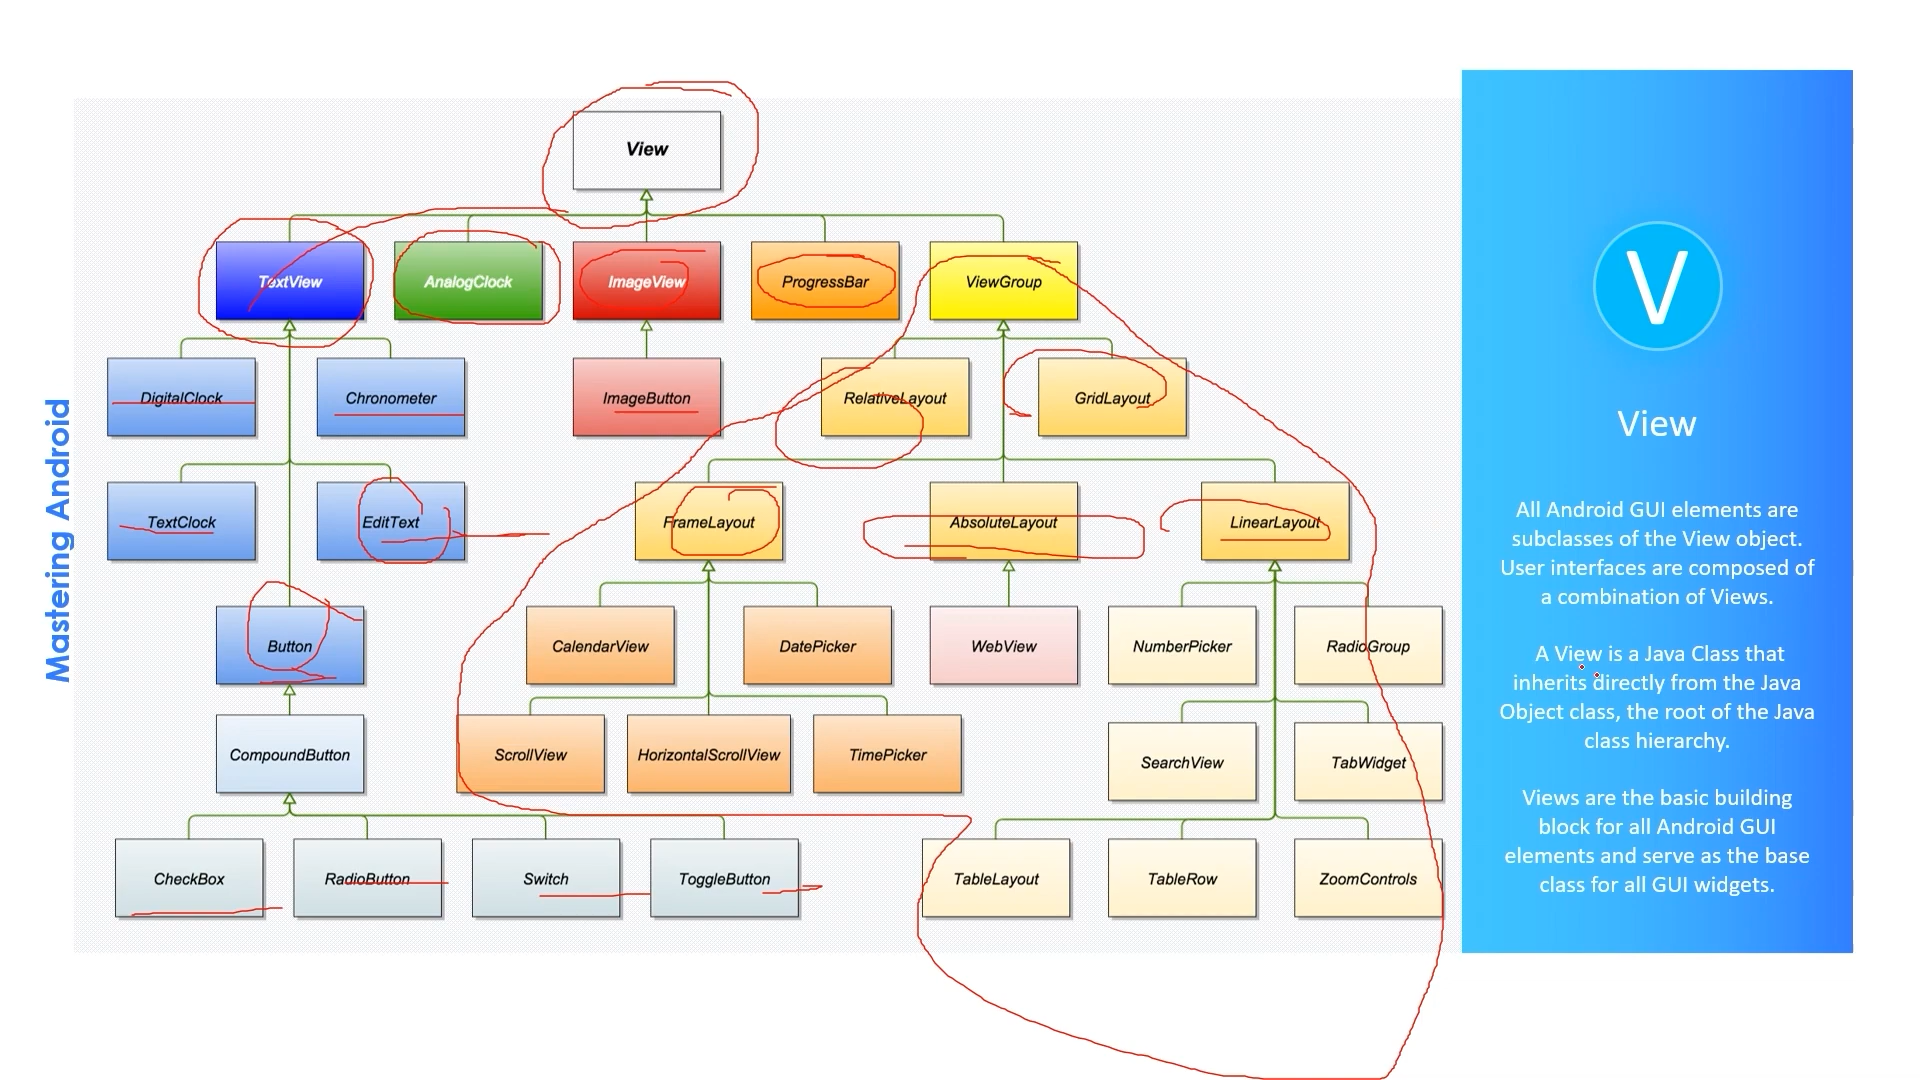 Mastering Android
View
TextView
AnalogClock
ImageView
ProgressBar
ViewGroup
DigitalClock
Chronometer
ImageButton
RelativeLayout
GridLayout
TextClock
EditText
FrameLayout
AbsoluteLayout
LinearLayout
Button
CalendarView
DatePicker
WebView
NumberPicker
RadioGroup
CompoundButton
ScrollView
HorizontalScrollView
TimePicker
SearchView
TabWidget
CheckBox
RadioButton
Switch
ToggleButton
TableLayout
TableRow
ZoomControls
V
View
All Android GUI elements are
subclasses of the View object.
User interfaces are composed of
a combination of Views.
A View is a Java Class that
inherits directly from the Java
Object class, the root of the Java
class hierarchy.
Views are the basic building
block for all Android GUI
elements and serve as the base
class for all GUI widgets.